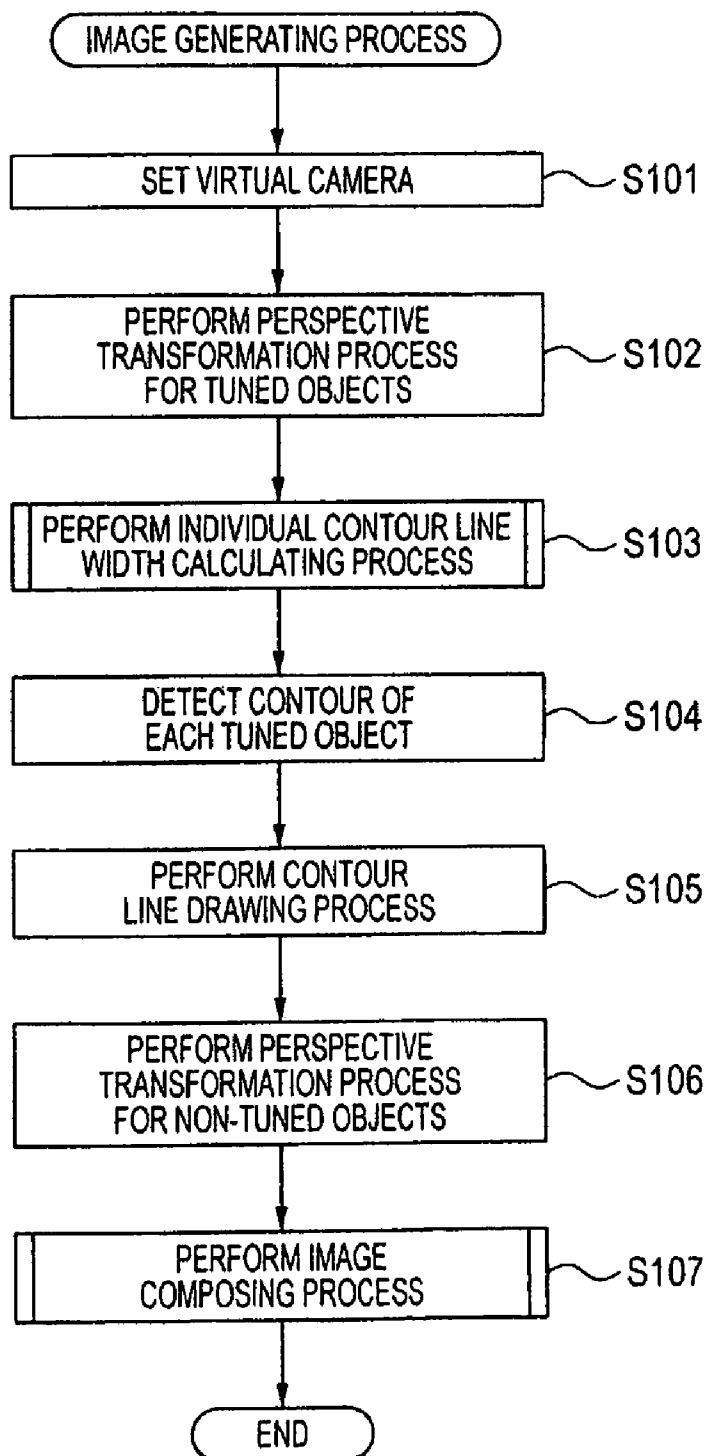 IMAGE GENERATING PROCESS
SET VIRTUAL CAMERA
S101
PERFORM PERSPECTIVE
TRANSFORMATION PROCESS
FOR TUNED OBJECTS
S102
PERFORM INDIVIDUAL CONTOUR LINE
WIDTH CALCULATING PROCESS
S103
DETECT CONTOUR OF
EACH TUNED OBJECT
S104
PERFORM CONTOUR
LINE DRAWING PROCESS
S105
PERFORM PERSPECTIVE
TRANSFORMATION PROCESS
FOR NON-TUNED OBJECTS
S106
PERFORM IMAGE
COMPOSING PROCESS
S107
END